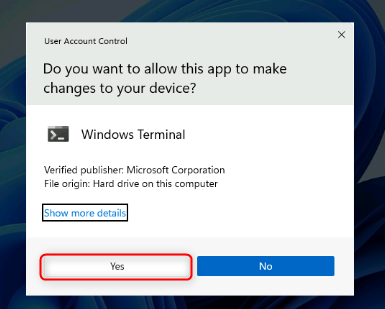 User Account Control
Do you want to allow this app to make
changes to your device?
Windows Terminal
Verified publisher: Microsoft Corporation
File origin: Hard drive on this computer
Show more details
Yes
No